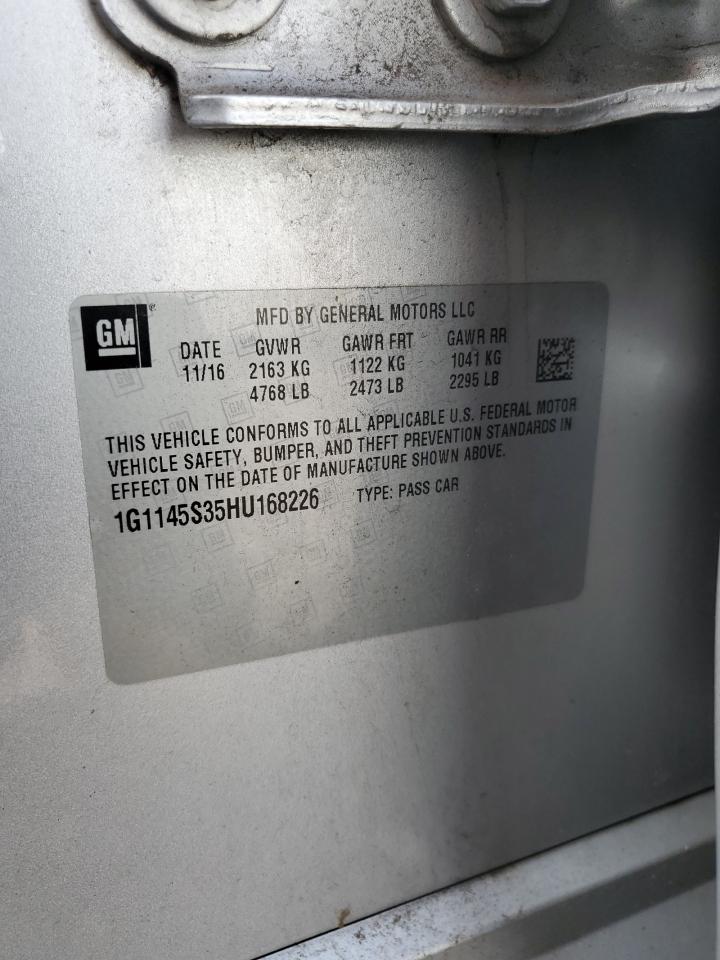 GM
®
MFD BY GENERAL MOTORS LLC
DATE GVWR GAWR FRT GAWR RR
11/16 2163 KG 1122 KG 1041 KG
4768 LB 2473 LB 2295 LB
THIS VEHICLE CONFORMS TO ALL APPLICABLE U.S. FEDERAL MOTOR
VEHICLE SAFETY, BUMPER, AND THEFT PREVENTION STANDARDS IN
EFFECT ON THE DATE OF MANUFACTURE SHOWN ABOVE.
1G1145S35HU168226 TYPE: PASS CAR